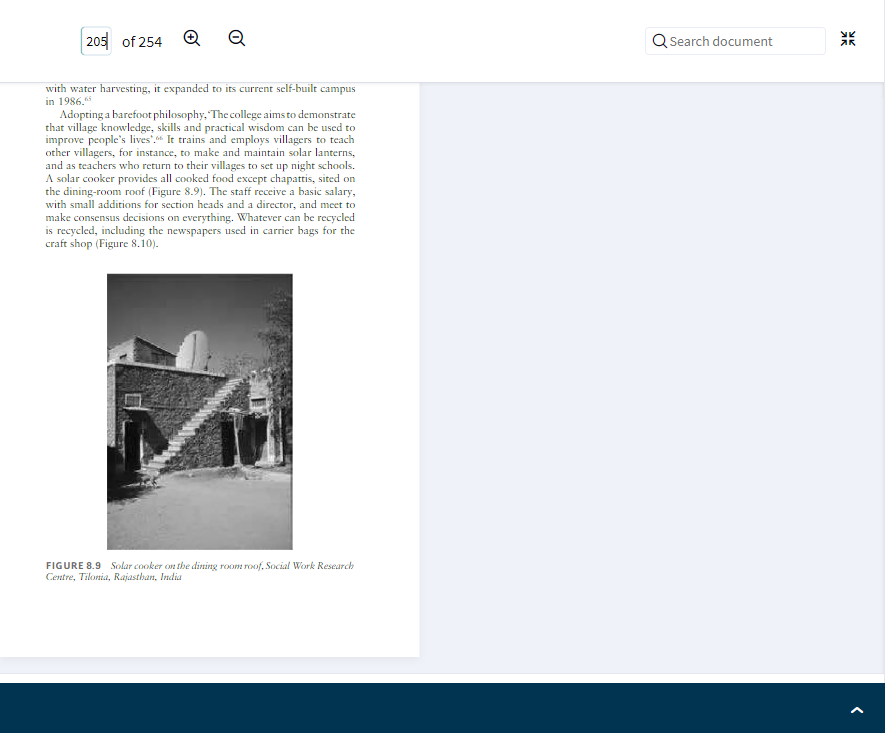 205 of 254
Search document
with water harvesting, it expanded to its current self-built campus
in 1986.⁶⁵
Adopting a barefoot philosophy, ‘The college aims to demonstrate
that village knowledge, skills and practical wisdom can be used to
improve people’s lives’.⁶⁶ It trains and employs villagers to teach
other villagers, for instance, to make and maintain solar lanterns,
and as teachers who return to their villages to set up night schools.
A solar cooker provides all cooked food except chapattis, sited on
the dining-room roof (Figure 8.9). The staff receive a basic salary,
with small additions for section heads and a director, and meet to
make consensus decisions on everything. Whatever can be recycled
is recycled, including the newspapers used in carrier bags for the
craft shop (Figure 8.10).
FIGURE 8.9 Solar cooker on the dining room roof, Social Work Research
Centre, Tilonia, Rajasthan, India